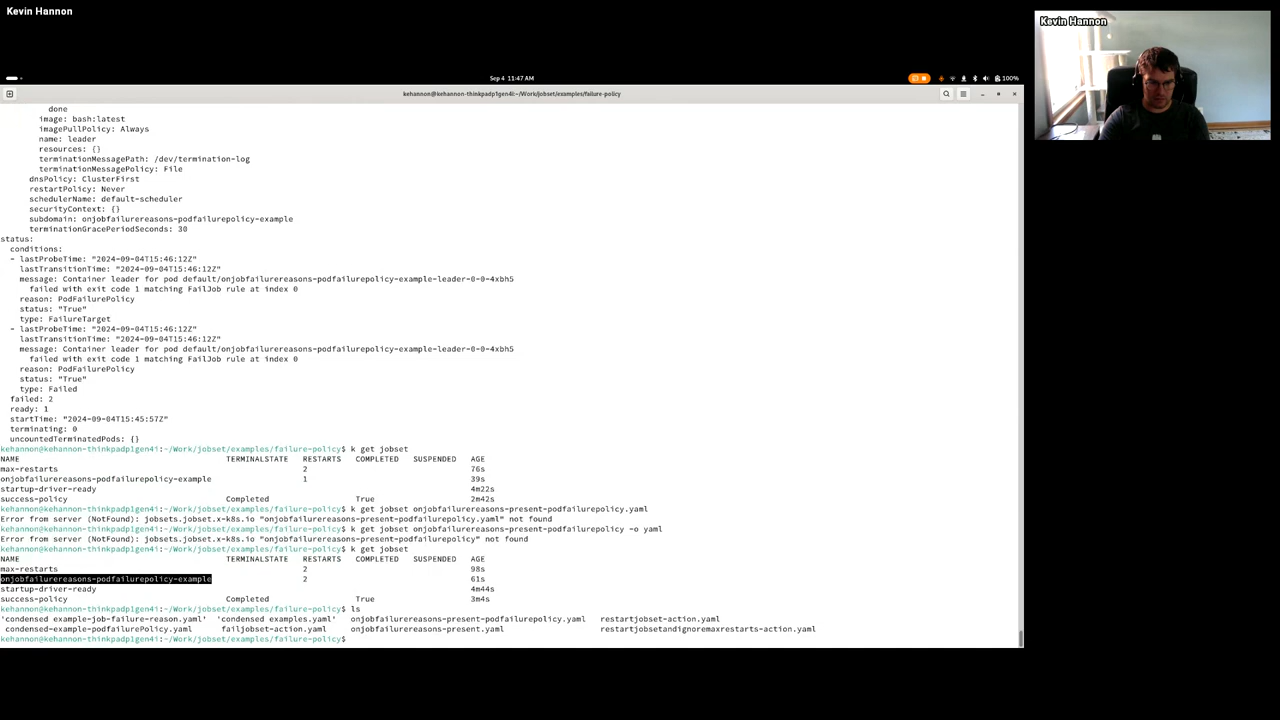 Kevin Hannon
Kevin Hannon
Sep 4 11:47 AM
100%
kehannon@kehannon-thinkpadp1gen4i:~/Work/jobset/examples/failure-policy
done
image: bash:latest
imagePullPolicy: Always
name: leader
resources: {}
terminationMessagePath: /dev/termination-log
terminationMessagePolicy: File
dnsPolicy: ClusterFirst
restartPolicy: Never
schedulerName: default-scheduler
securityContext: {}
subdomain: onjobfailurereasons-podfailurepolicy-example
terminationGracePeriodSeconds: 30
status:
conditions:
- lastProbeTime: "2024-09-04T15:46:12Z"
lastTransitionTime: "2024-09-04T15:46:12Z"
message: Container leader for pod default/onjobfailurereasons-podfailurepolicy-example-leader-0-0-4xbh5
failed with exit code 1 matching FailJob rule at index 0
reason: PodFailurePolicy
status: "True"
type: FailureTarget
- lastProbeTime: "2024-09-04T15:46:12Z"
lastTransitionTime: "2024-09-04T15:46:12Z"
message: Container leader for pod default/onjobfailurereasons-podfailurepolicy-example-leader-0-0-4xbh5
failed with exit code 1 matching FailJob rule at index 0
reason: PodFailurePolicy
status: "True"
type: Failed
failed: 2
ready: 1
startTime: "2024-09-04T15:45:57Z"
terminating: 0
uncountedTerminatedPods: {}
kehannon@kehannon-thinkpadp1gen4i:~/Work/jobset/examples/failure-policy$ k get jobset
NAME TERMINALSTATE RESTARTS COMPLETED SUSPENDED AGE
max-restarts 2 76s
onjobfailurereasons-podfailurepolicy-example 1 39s
startup-driver-ready 4m22s
success-policy Completed True 2m42s
kehannon@kehannon-thinkpadp1gen4i:~/Work/jobset/examples/failure-policy$ k get jobset onjobfailurereasons-present-podfailurepolicy.yaml
Error from server (NotFound): jobsets.jobset.x-k8s.io "onjobfailurereasons-present-podfailurepolicy.yaml" not found
kehannon@kehannon-thinkpadp1gen4i:~/Work/jobset/examples/failure-policy$ k get jobset onjobfailurereasons-present-podfailurepolicy -o yaml
Error from server (NotFound): jobsets.jobset.x-k8s.io "onjobfailurereasons-present-podfailurepolicy" not found
kehannon@kehannon-thinkpadp1gen4i:~/Work/jobset/examples/failure-policy$ k get jobset
NAME TERMINALSTATE RESTARTS COMPLETED SUSPENDED AGE
max-restarts 2 98s
onjobfailurereasons-podfailurepolicy-example 2 61s
startup-driver-ready 4m44s
success-policy Completed True 3m4s
kehannon@kehannon-thinkpadp1gen4i:~/Work/jobset/examples/failure-policy$ ls
'condensed example-job-failure-reason.yaml' 'condensed examples.yaml' onjobfailurereasons-present-podfailurepolicy.yaml restartjobset-action.yaml
condensed-example-podfailurePolicy.yaml failjobset-action.yaml onjobfailurereasons-present.yaml restartjobsetandignoremaxrestarts-action.yaml
kehannon@kehannon-thinkpadp1gen4i:~/Work/jobset/examples/failure-policy$